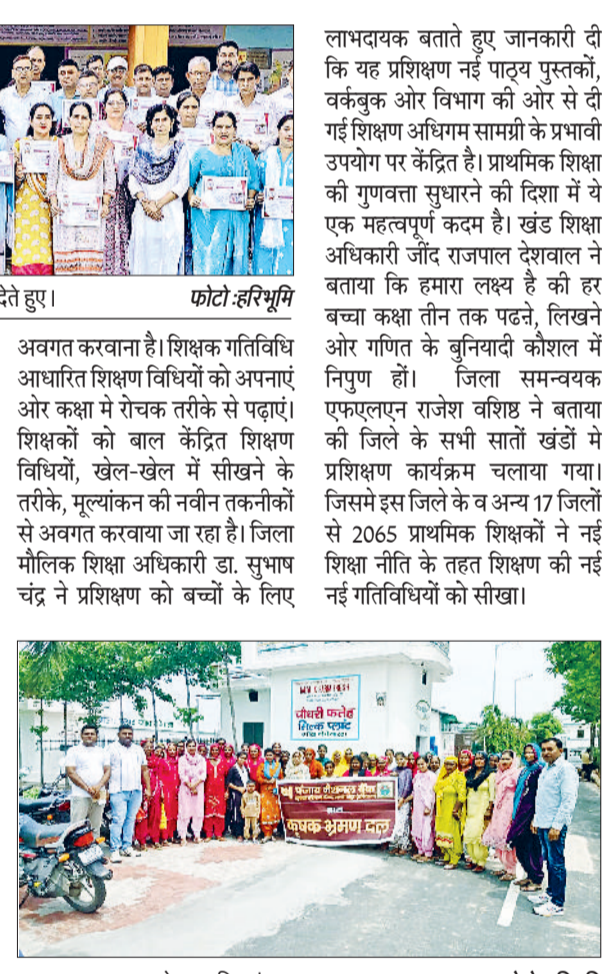 देते हुए। फोटो :हरिभूमि
अवगत करवाना है। शिक्षक गतिविधि
आधारित शिक्षण विधियों को अपनाएं
ओर कक्षा मे रोचक तरीके से पढ़ाएं।
शिक्षकों को बाल केंद्रित शिक्षण
विधियों, खेल-खेल में सीखने के
तरीके, मूल्यांकन की नवीन तकनीकों
से अवगत करवाया जा रहा है। जिला
मौलिक शिक्षा अधिकारी डा. सुभाष
चंद्र ने प्रशिक्षण को बच्चों के लिए
लाभदायक बताते हुए जानकारी दी
कि यह प्रशिक्षण नई पाठ्य पुस्तकों,
वर्कबुक ओर विभाग की ओर से दी
गई शिक्षण अधिगम सामग्री के प्रभावी
उपयोग पर केंद्रित है। प्राथमिक शिक्षा
की गुणवत्ता सुधारने की दिशा में ये
एक महत्वपूर्ण कदम है। खंड शिक्षा
अधिकारी जींद राजपाल देशवाल ने
बताया कि हमारा लक्ष्य है की हर
बच्चा कक्षा तीन तक पढऩे, लिखने
ओर गणित के बुनियादी कौशल में
निपुण हों। जिला समन्वयक
एफएलएन राजेश वशिष्ठ ने बताया
की जिले के सभी सातों खंडों मे
प्रशिक्षण कार्यक्रम चलाया गया।
जिसमे इस जिले के व अन्य 17 जिलों
से 2065 प्राथमिक शिक्षकों ने नई
शिक्षा नीति के तहत शिक्षण की नई
नई गतिविधियों को सीखा।
चौधरी फतेह
मिल्क प्लांट
पंजाब नैशनल बैंक
कृषक भ्रमण दल